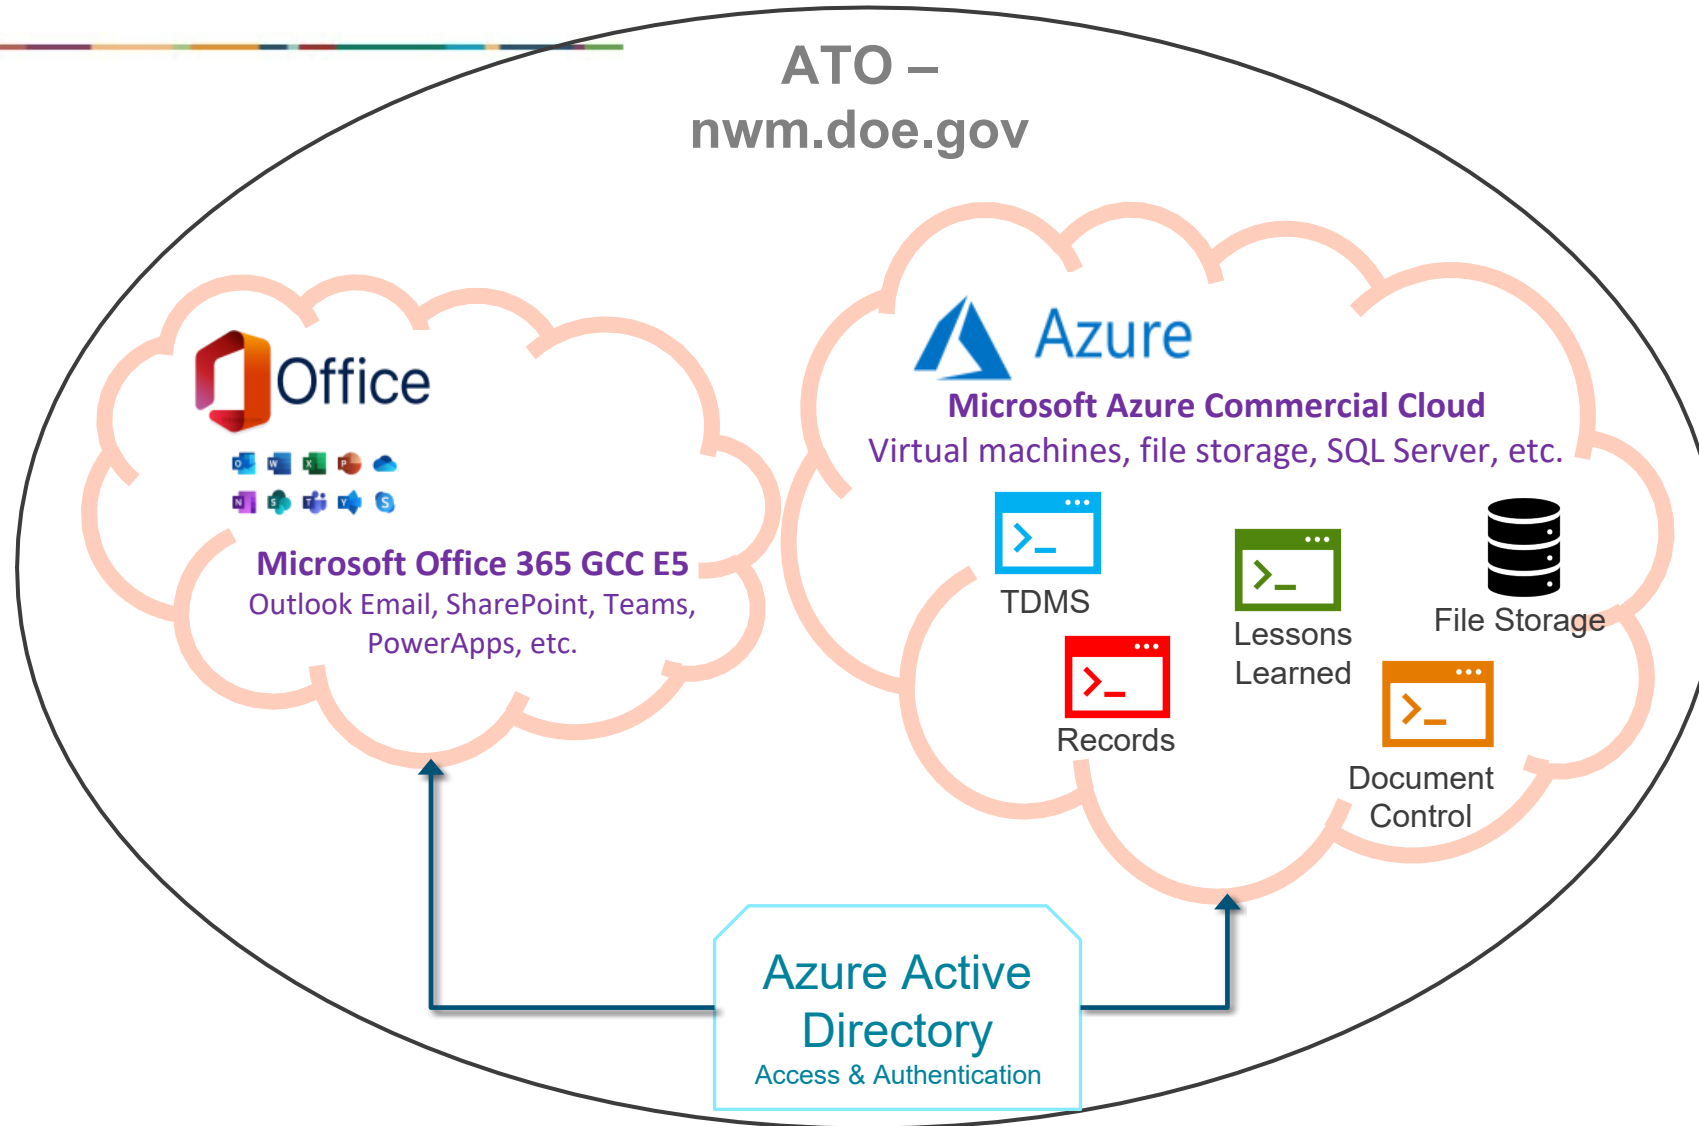 ATO –
nwm.doe.gov
Office
Microsoft Office 365 GCC E5
Outlook Email, SharePoint, Teams,
PowerApps, etc.
Azure
Microsoft Azure Commercial Cloud
Virtual machines, file storage, SQL Server, etc.
TDMS
Lessons
Learned
File Storage
Records
Document
Control
Azure Active
Directory
Access & Authentication